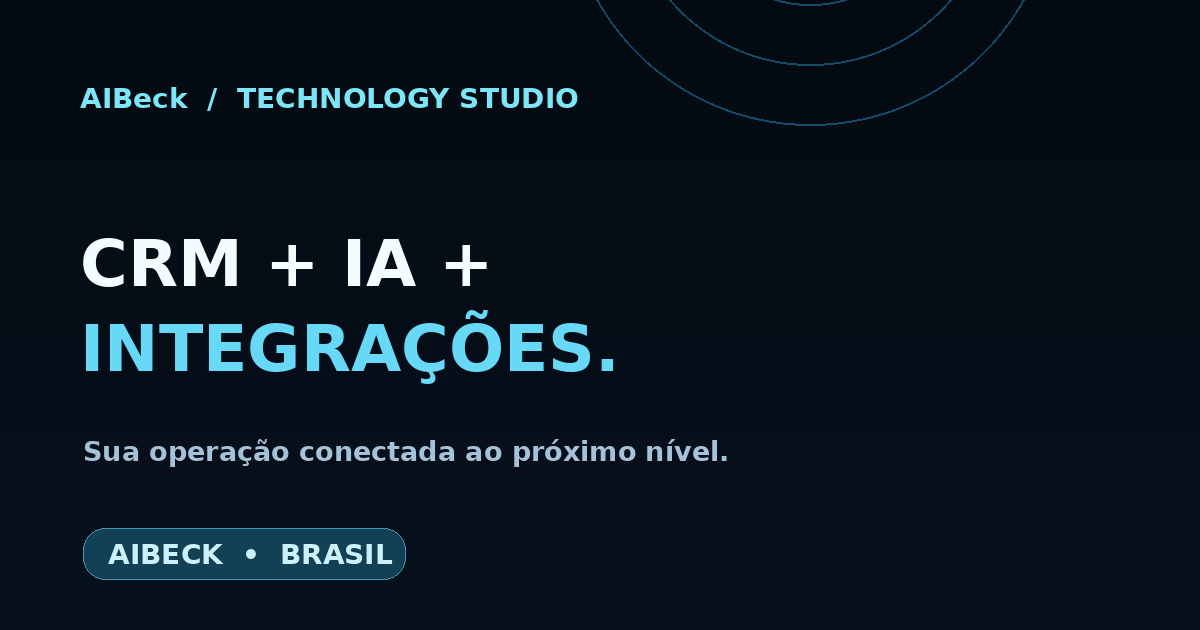 AIBeck / TECHNOLOGY STUDIO
CRM + IA +
INTEGRAÇÕES.
Sua operação conectada ao próximo nível.
AIBECK • BRASIL